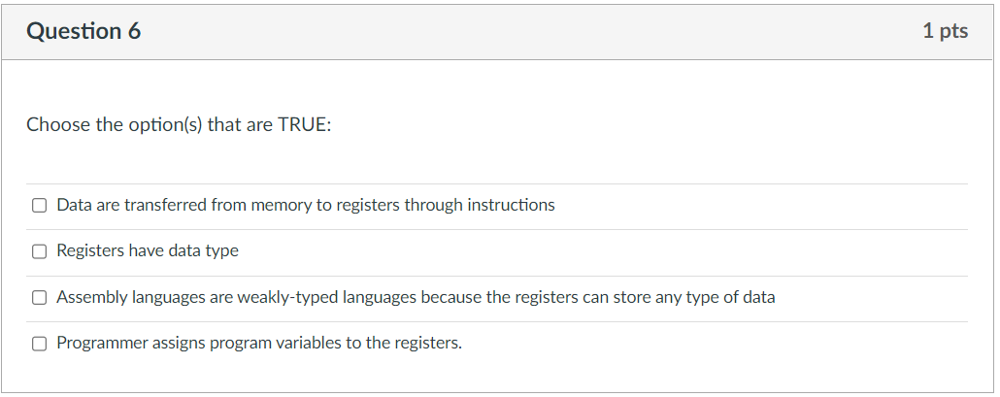 Question 6
1 pts
Choose the option(s) that are TRUE:
Data are transferred from memory to registers through instructions
Registers have data type
Assembly languages are weakly-typed languages because the registers can store any type of data
Programmer assigns program variables to the registers.